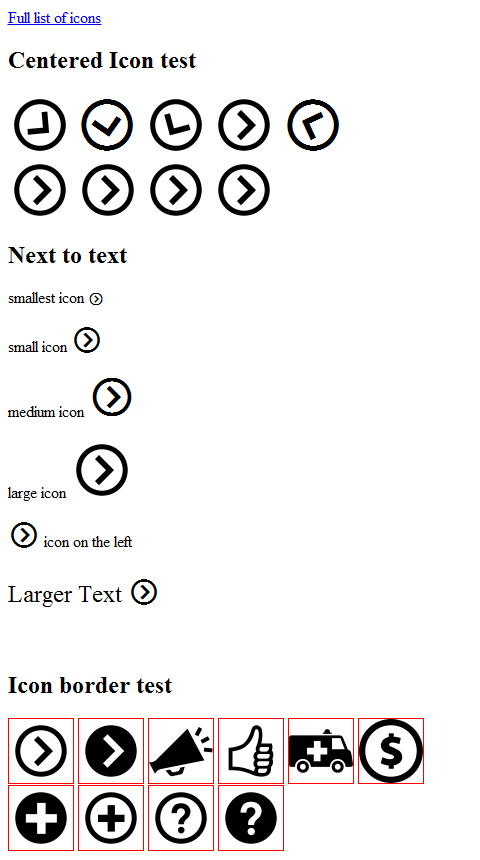 Full list of icons
Centered Icon test
Next to text
smallest icon
small icon
medium icon
large icon
icon on the left
Larger Text
Icon border test
$
? ?